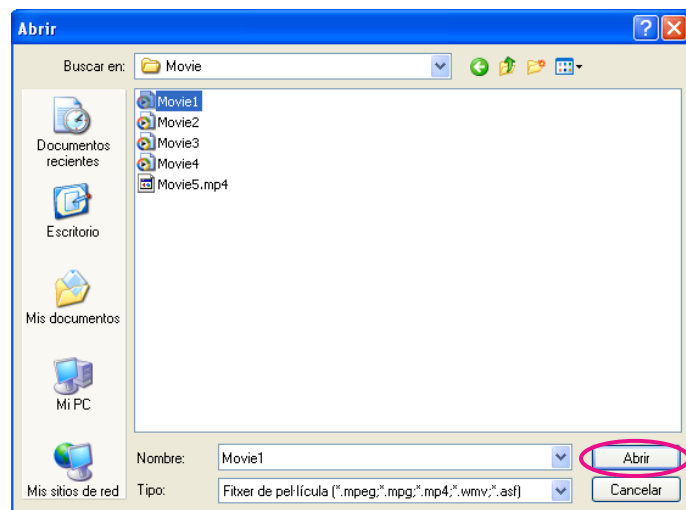 Abrir
Buscar en: Movie
Movie1
Movie2
Movie3
Movie4
Movie5.mp4
Documentos
recientes
Escritorio
Mis documentos
Mi PC
Mis sitios de red
Nombre: Movie1 Abrir
Tipo: Fitxer de pel·lícula (*.mpeg;*.mpg;*.mp4;*.wmv;*.asf) Cancelar